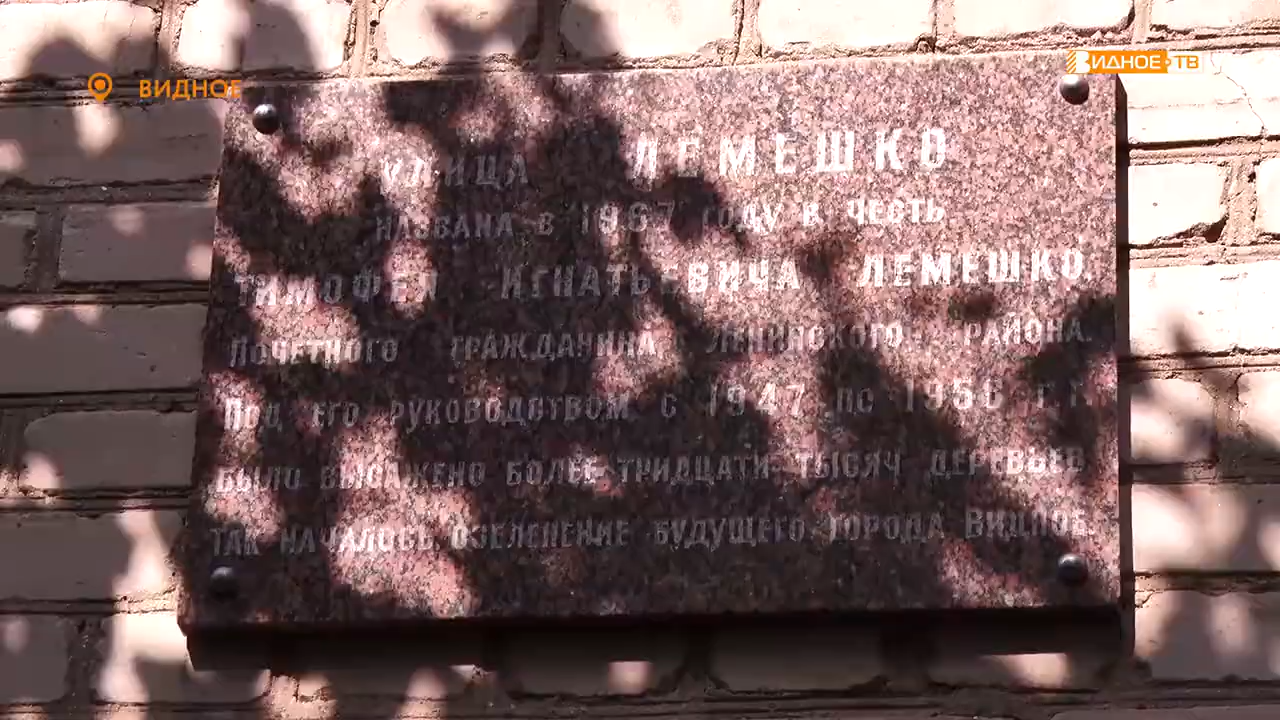 ВИДНОЕ
ВИДНОЕ ТВ
УЛИЦА ЛЕМЕШКО
НАЗВАНА В 1967 ГОДУ В ЧЕСТЬ
ТИМОФЕЯ ИГНАТЬЕВИЧА ЛЕМЕШКО,
ПОЧЕТНОГО ГРАЖДАНИНА ЛЕНИНСКОГО РАЙОНА.
ПОД ЕГО РУКОВОДСТВОМ С 1947 ПО Г.Г.
БЫЛО ВЫСАЖЕНО БОЛЕЕ ТРИДЦАТИ ТЫСЯЧ ДЕРЕВЬЕВ
ТАК НАЧАЛОСЬ ОЗЕЛЕНЕНИЕ БУДУЩЕГО ГОРОДА ВИДНОЕ.